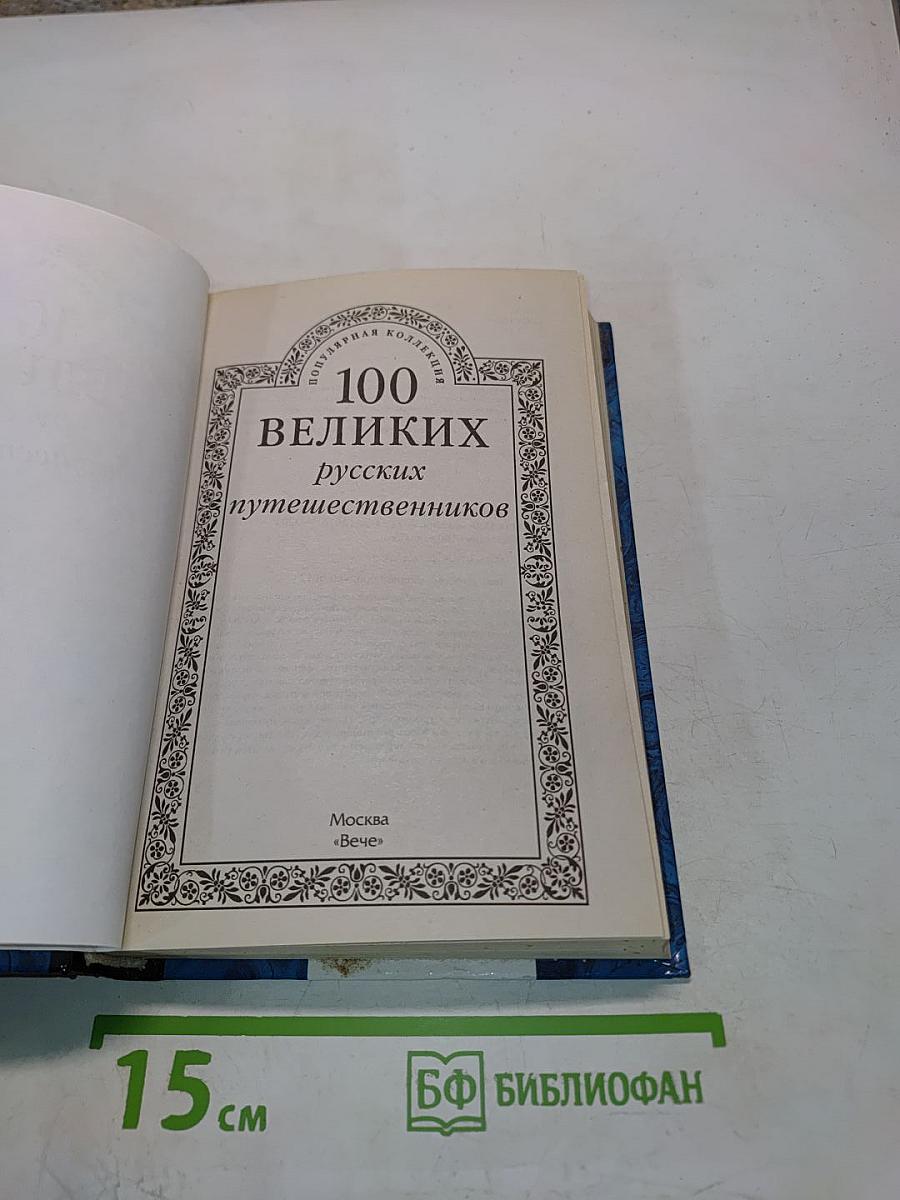 ПОПУЛЯРНАЯ КОЛЛЕКЦИЯ
100
ВЕЛИКИХ
русских
путешественников
Москва
«Вече»
15 см
БФ БИБЛИОФАН